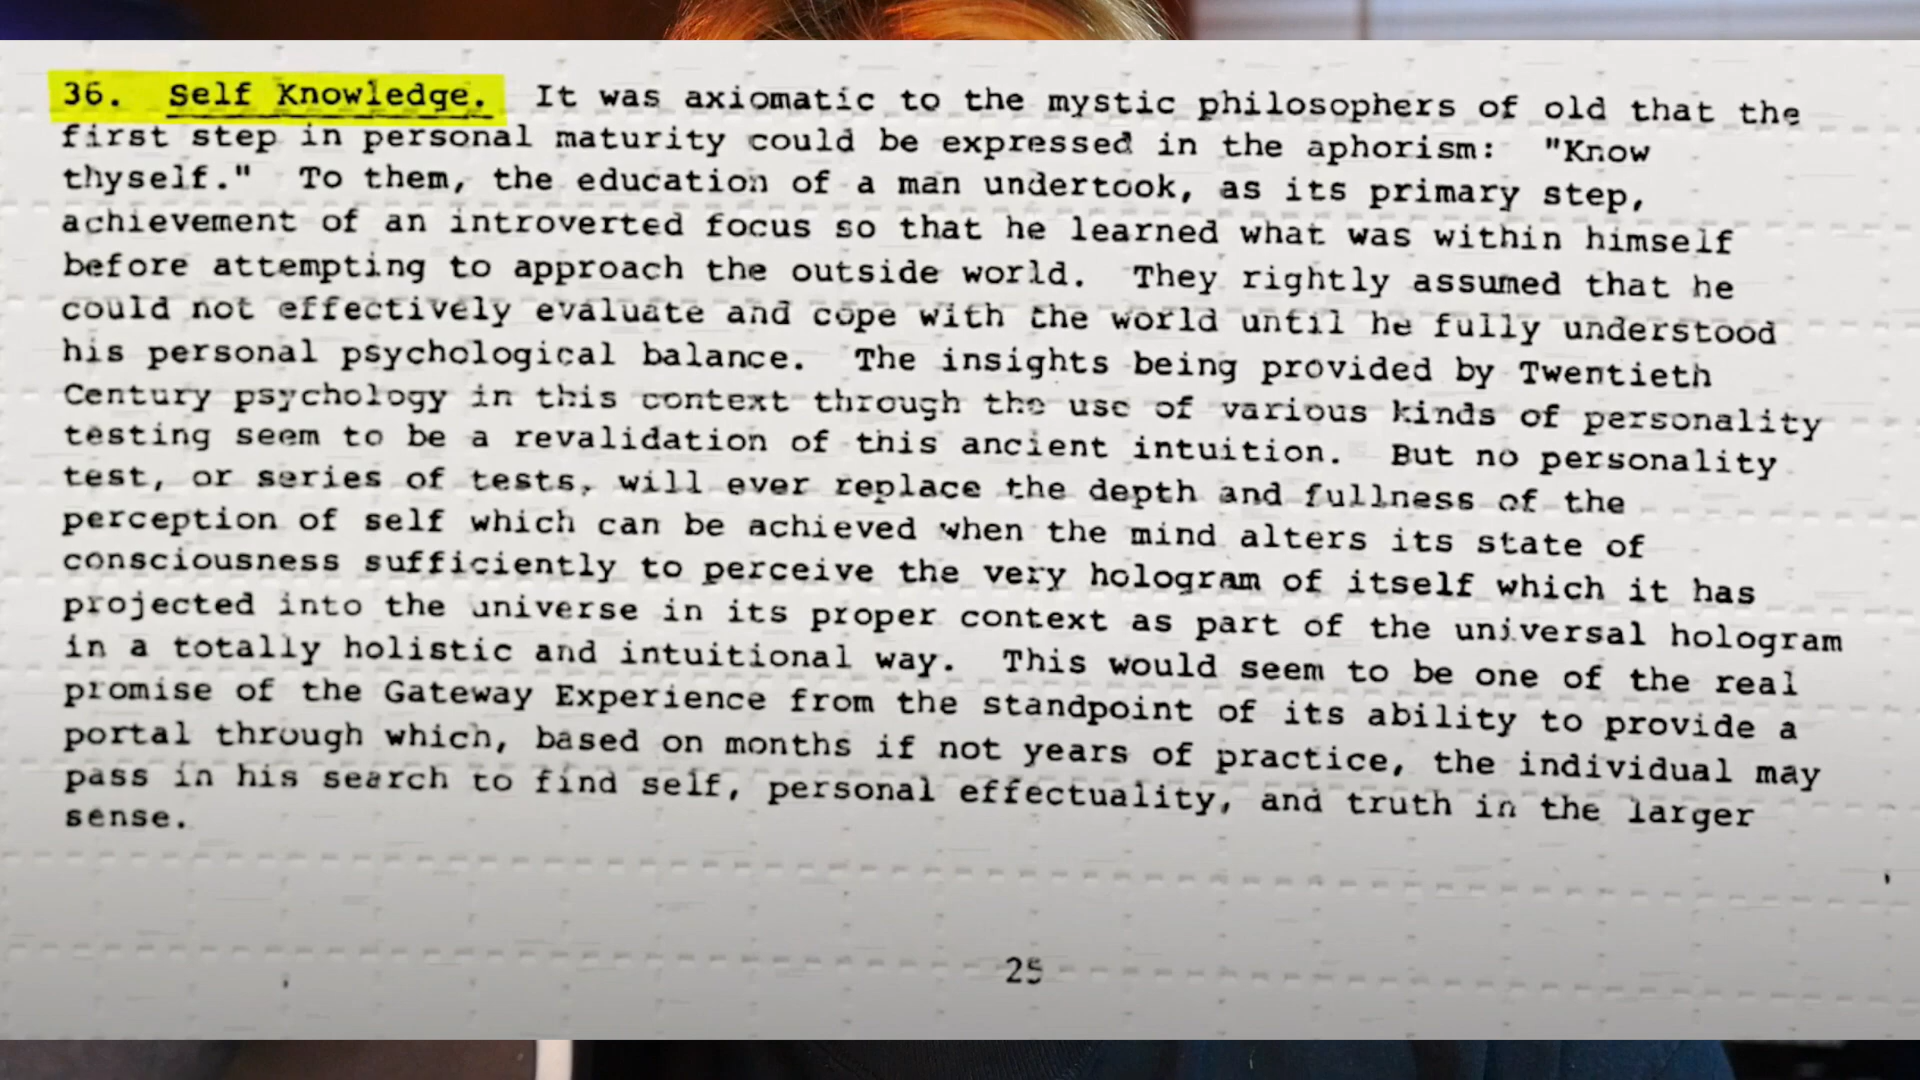 36. Self Knowledge. It was axiomatic to the mystic philosophers of old that the
first step in personal maturity could be expressed in the aphorism: "Know
thyself." To them, the education of a man undertook, as its primary step,
achievement of an introverted focus so that he learned what was within himself
before attempting to approach the outside world. They rightly assumed that he
could not effectively evaluate and cope with the world until he fully understood
his personal psychological balance. The insights being provided by Twentieth
Century psychology in this context through the use of various kinds of personality
testing seem to be a revalidation of this ancient intuition. But no personality
test, or series of tests, will ever replace the depth and fullness of the
perception of self which can be achieved when the mind alters its state of
consciousness sufficiently to perceive the very hologram of itself which it has
projected into the universe in its proper context as part of the universal hologram
in a totally holistic and intuitional way. This would seem to be one of the real
promise of the Gateway Experience from the standpoint of its ability to provide a
portal through which, based on months if not years of practice, the individual may
pass in his search to find self, personal effectuality, and truth in the larger
sense.
25